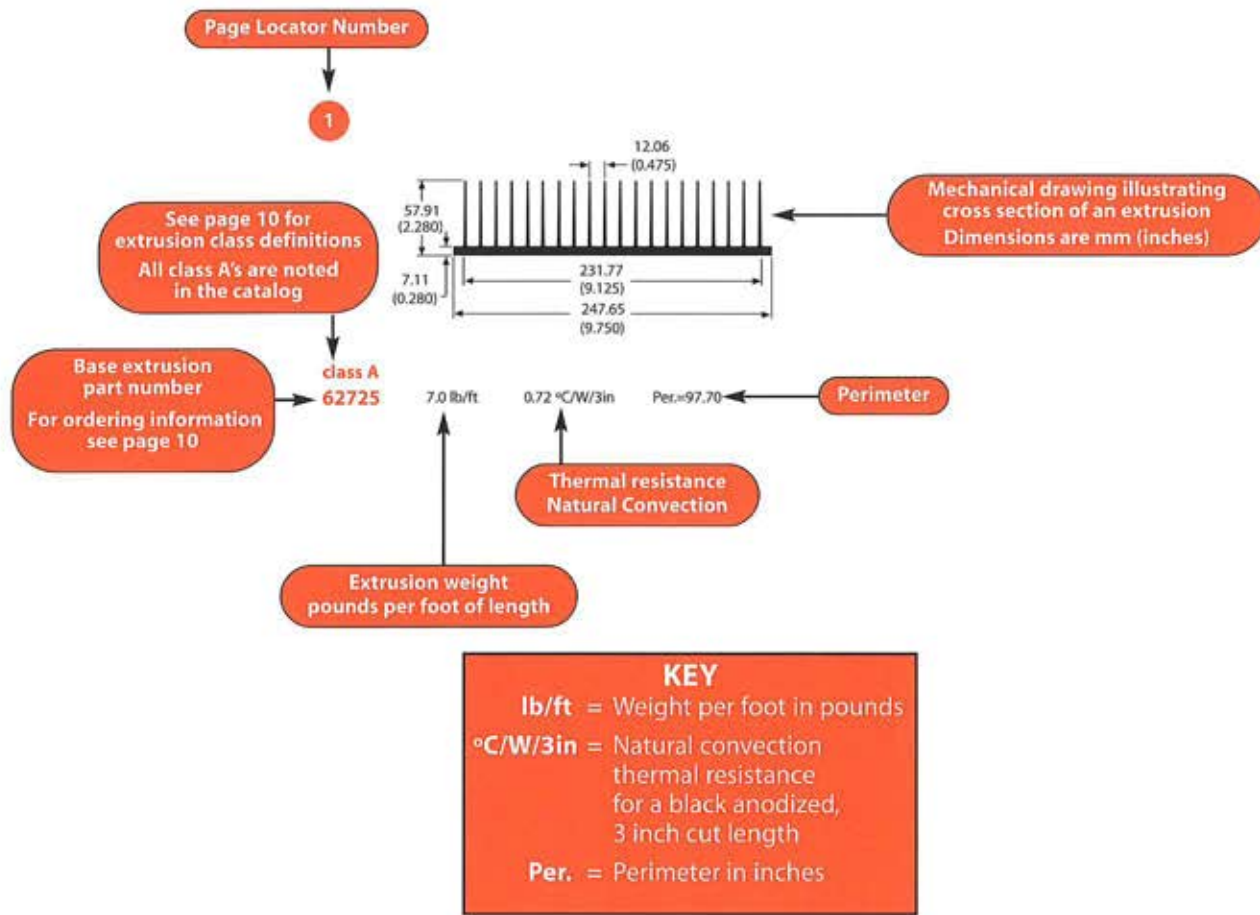 Page Locator Number
1
12.06
(0.475)
57.91
(2.280)
7.11
(0.280)
231.77
(9.125)
247.65
(9.750)
Mechanical drawing illustrating
cross section of an extrusion
Dimensions are mm (inches)
See page 10 for
extrusion class definitions
All class A's are noted
in the catalog
Base extrusion
part number
For ordering information
see page 10
class A
62725 7.0 lb/ft 0.72 ºC/W/3in Per.=97.70
Perimeter
Thermal resistance
Natural Convection
Extrusion weight
pounds per foot of length
KEY
lb/ft = Weight per foot in pounds
ºC/W/3in = Natural convection
thermal resistance
for a black anodized,
3 inch cut length
Per. = Perimeter in inches